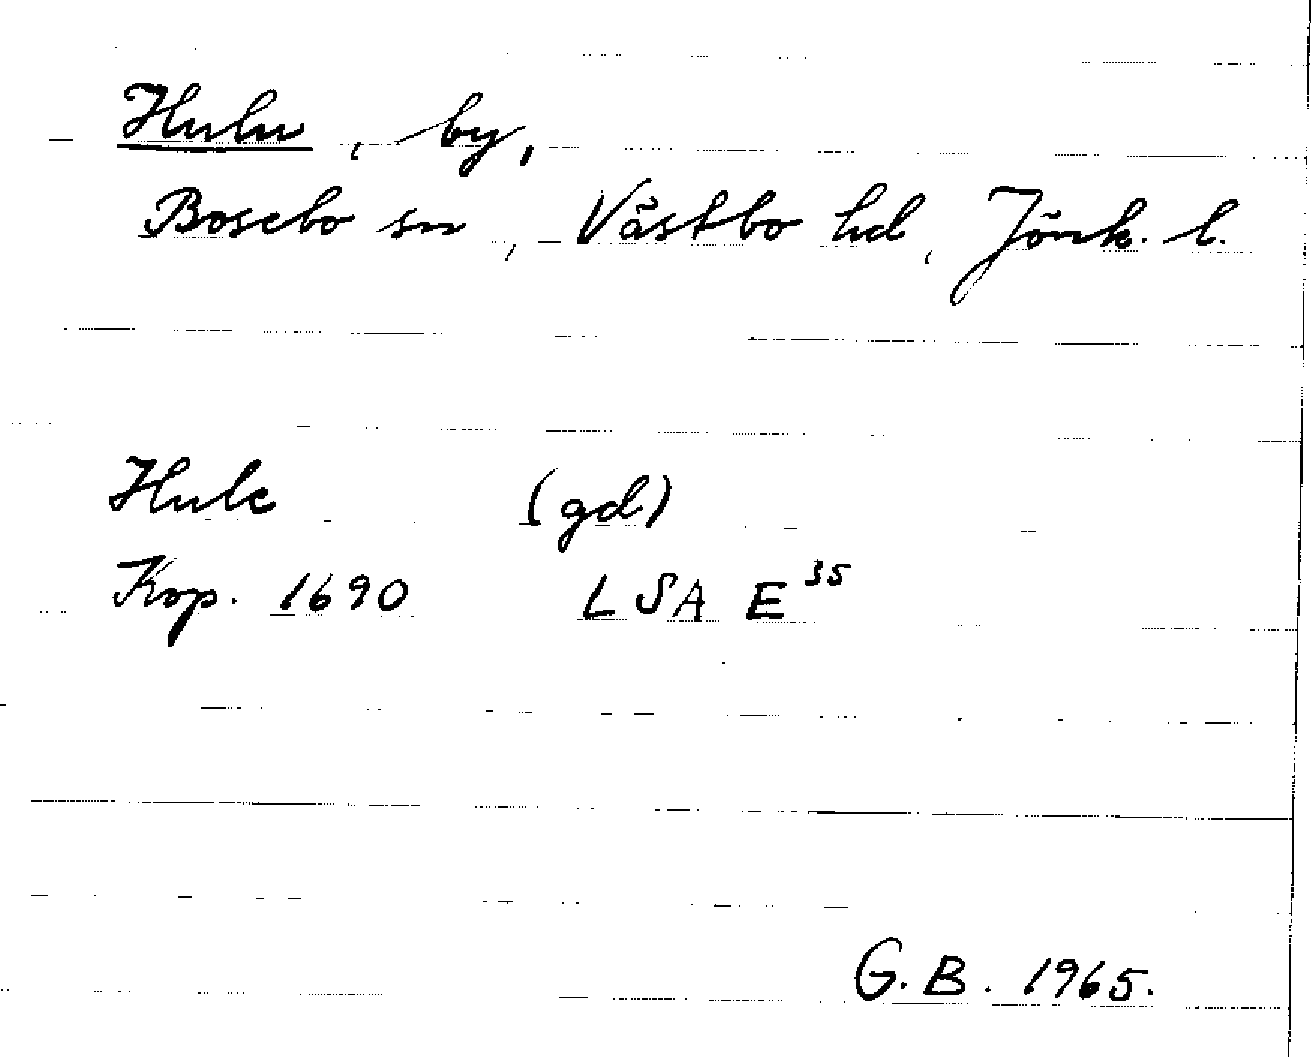 Hulu, by,
Bosebo sn, Västbo hd, Jönk. l.
Hule (gd)
Kop. 1690 LSA E 35
G.B. 1965.